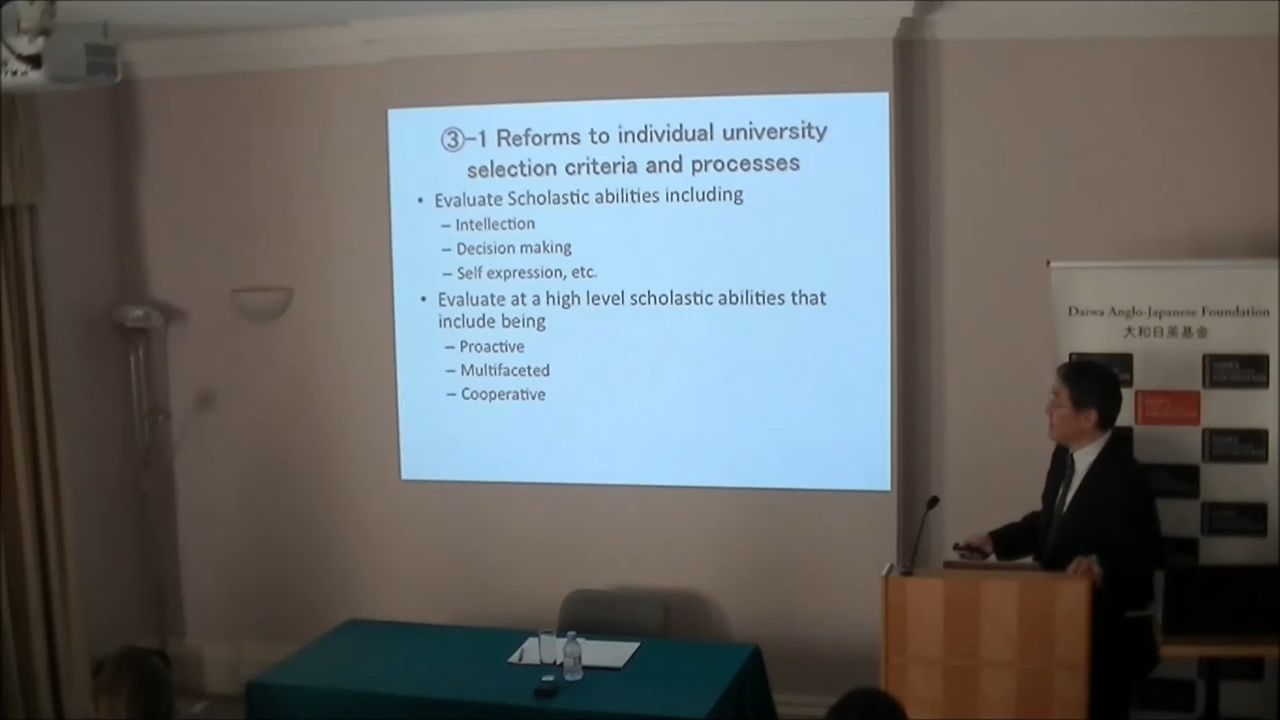 ③-1 Reforms to individual university
selection criteria and processes
• Evaluate Scholastic abilities including
– Intellection
– Decision making
– Self expression, etc.
• Evaluate at a high level scholastic abilities that
include being
– Proactive
– Multifaceted
– Cooperative
Daiwa Anglo-Japanese Foundation
大和日英基金